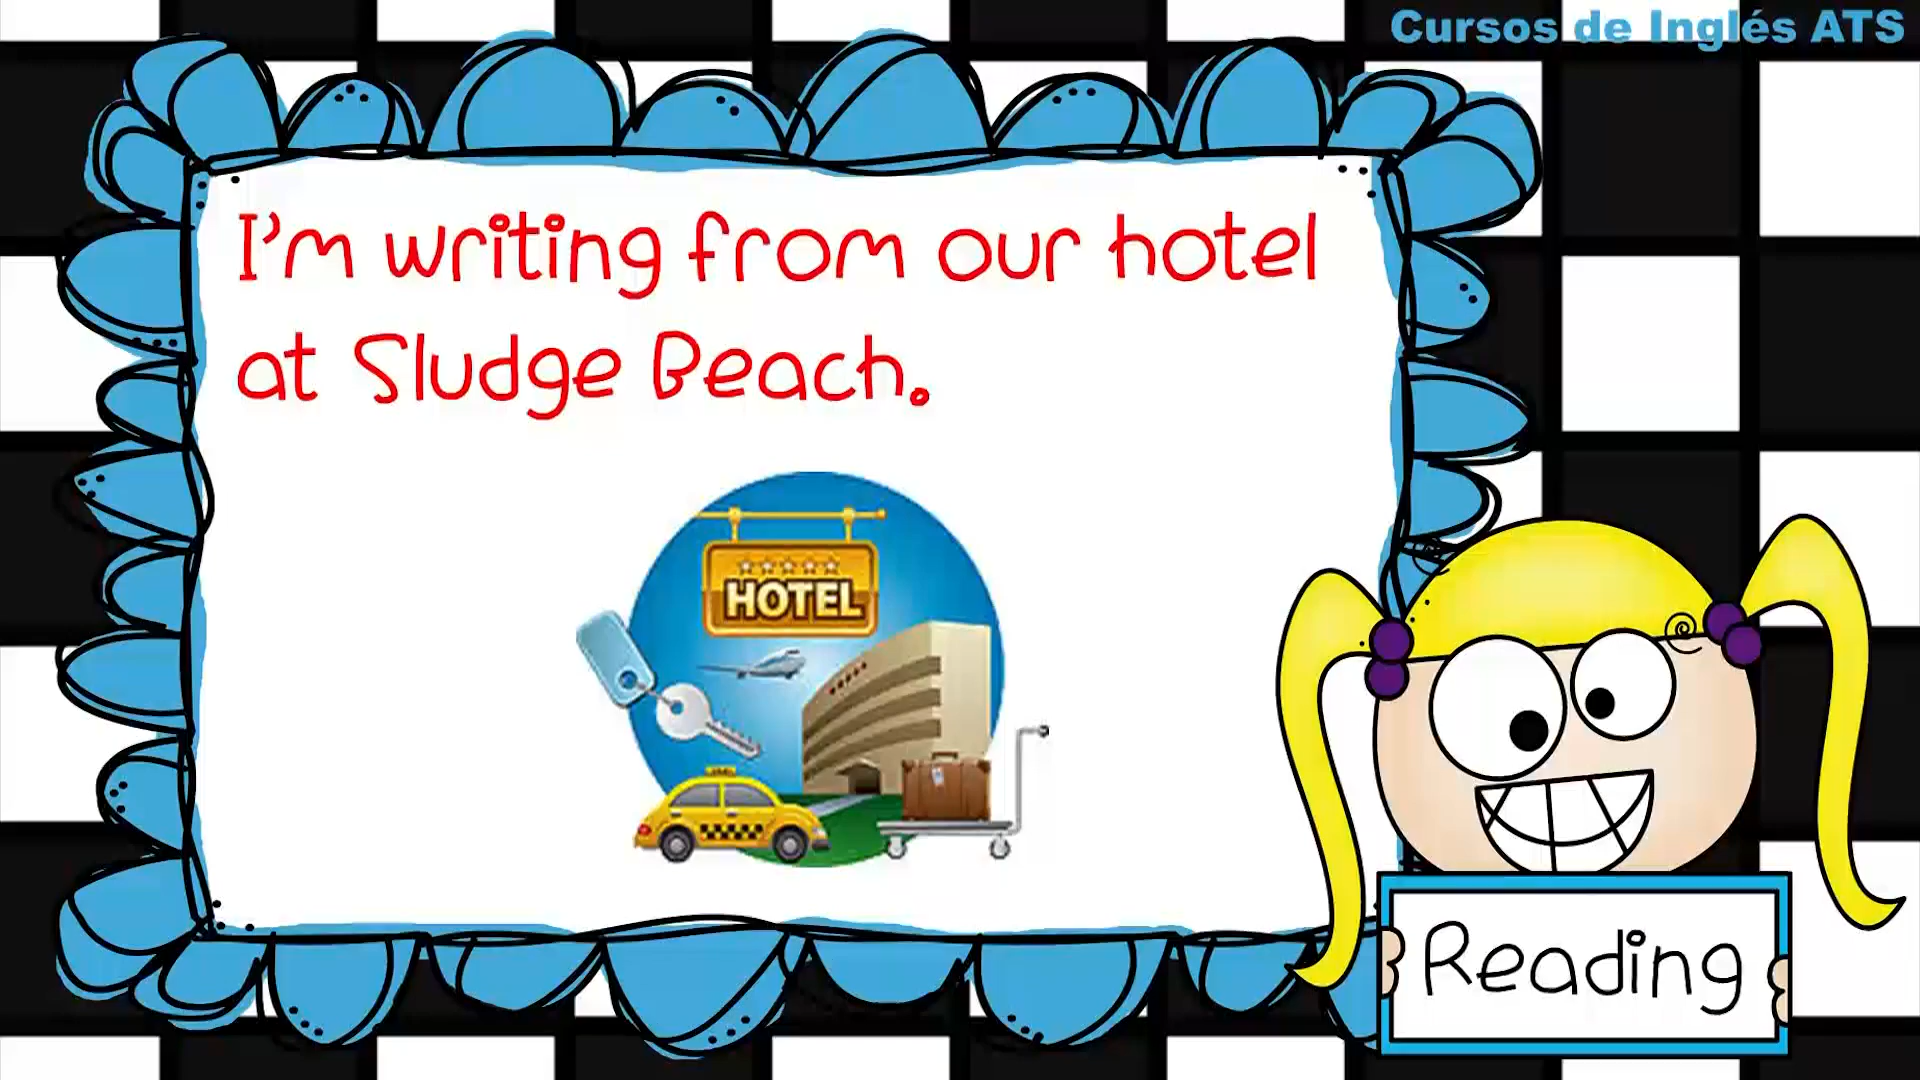 Cursos de Inglés ATS
I'm writing from our hotel
at Sludge Beach.
HOTEL
Reading